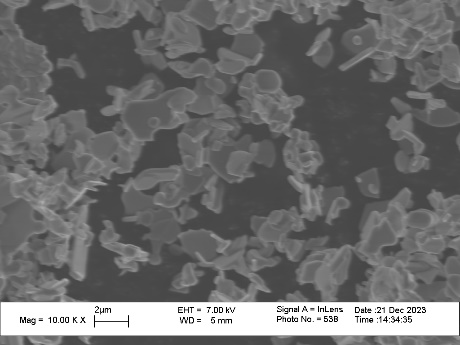 2µm
Mag = 10.00 K X
EHT = 7.00 kV
WD = 5 mm
Signal A = InLens
Photo No. = 538
Date :21 Dec 2023
Time :14:34:35